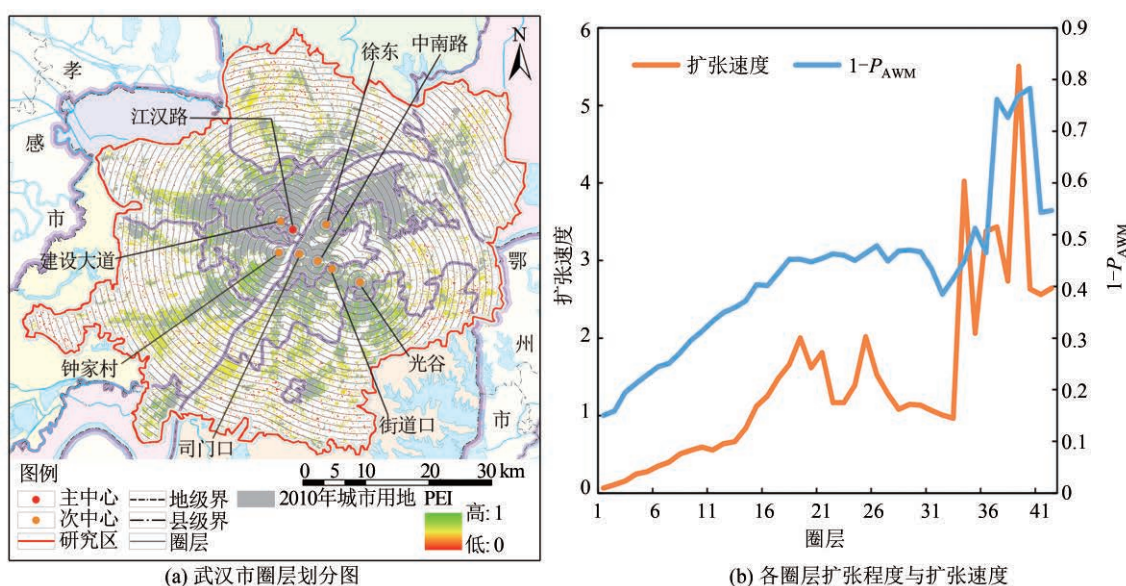 孝
感
市
鄂
州
市
N
徐东
中南路
江汉路
建设大道
钟家村
司门口
街道口
光谷
0 5 10 20 30 km
图例
主中心
次中心
研究区
地级界
县级界
圈层
2010年城市用地
PEI
高: 1
低: 0
(a) 武汉市圈层划分图
扩张速度
1-P_AWM
6
5
4
3
2
1
0
扩张速度
0.9
0.8
0.7
0.6
0.5
0.4
0.3
0.2
0.1
0
1-P_AWM
1 6 11 16 21 26 31 36 41
圈层
(b) 各圈层扩张程度与扩张速度